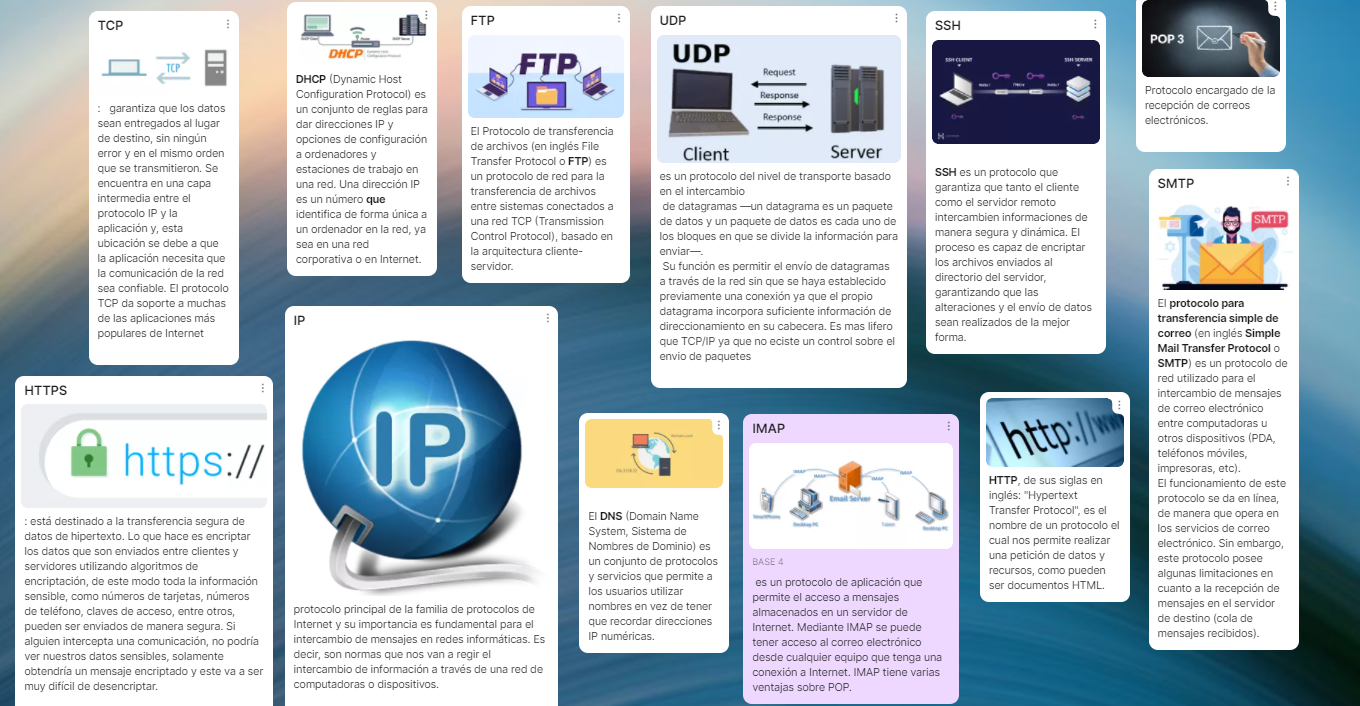 TCP
TCP
: garantiza que los datos
sean entregados al lugar
de destino, sin ningún
error y en el mismo orden
que se transmitieron. Se
encuentra en una capa
intermedia entre el
protocolo IP y la
aplicación y, esta
ubicación se debe a que
la aplicación necesita que
la comunicación de la red
sea confiable. El protocolo
TCP da soporte a muchas
de las aplicaciones más
populares de Internet
DHCP
DHCP (Dynamic Host
Configuration Protocol) es
un conjunto de reglas para
dar direcciones IP y
opciones de configuración
a ordenadores y
estaciones de trabajo en
una red. Una dirección IP
es un número que
identifica de forma única a
un ordenador en la red, ya
sea en una red
corporativa o en Internet.
FTP
FTP
El Protocolo de transferencia
de archivos (en inglés File
Transfer Protocol o FTP) es
un protocolo de red para la
transferencia de archivos
entre sistemas conectados a
una red TCP (Transmission
Control Protocol), basado en
la arquitectura cliente-
servidor.
UDP
UDP
Request
Response
Response
Client
Server
es un protocolo del nivel de transporte basado
en el intercambio
de datagramas —un datagrama es un paquete
de datos y un paquete de datos es cada uno de
los bloques en que se divide la información para
enviar—.
Su función es permitir el envío de datagramas
a través de la red sin que se haya establecido
previamente una conexión ya que el propio
datagrama incorpora suficiente información de
direccionamiento en su cabecera. Es mas lifero
que TCP/IP ya que no eciste un control sobre el
envio de paquetes
SSH
SSH CLIENT
SSH SERVER
SSH es un protocolo que
garantiza que tanto el cliente
como el servidor remoto
intercambien informaciones de
manera segura y dinámica. El
proceso es capaz de encriptar
los archivos enviados al
directorio del servidor,
garantizando que las
alteraciones y el envío de datos
sean realizados de la mejor
forma.
POP 3
Protocolo encargado de la
recepción de correos
electrónicos.
SMTP
SMTP
El protocolo para
transferencia simple de
correo (en inglés Simple
Mail Transfer Protocol o
SMTP) es un protocolo de
red utilizado para el
intercambio de mensajes
de correo electrónico
entre computadoras u
otros dispositivos (PDA,
teléfonos móviles,
impresoras, etc).
El funcionamiento de este
protocolo se da en línea,
de manera que opera en
los servicios de correo
electrónico. Sin embargo,
este protocolo posee
algunas limitaciones en
cuanto a la recepción de
mensajes en el servidor
de destino (cola de
mensajes recibidos).
HTTPS
https://
: está destinado a la transferencia segura de
datos de hipertexto. Lo que hace es encriptar
los datos que son enviados entre clientes y
servidores utilizando algoritmos de
encriptación, de este modo toda la información
sensible, como números de tarjetas, números
de teléfono, claves de acceso, entre otros,
pueden ser enviados de manera segura. Si
alguien intercepta una comunicación, no podría
ver nuestros datos sensibles, solamente
obtendría un mensaje encriptado y este va a ser
muy difícil de desencriptar.
IP
IP
protocolo principal de la familia de protocolos de
Internet y su importancia es fundamental para el
intercambio de mensajes en redes informáticas. Es
decir, son normas que nos van a regir el
intercambio de información a través de una red de
computadoras o dispositivos.
El DNS (Domain Name
System, Sistema de
Nombres de Dominio) es
un conjunto de protocolos
y servicios que permite a
los usuarios utilizar
nombres en vez de tener
que recordar direcciones
IP numéricas.
IMAP
IMAP
IMAP
IMAP
IMAP
Email Server
Smartphone
Desktop PC
Tablet
Desktop PC
BASE 4
es un protocolo de aplicación que
permite el acceso a mensajes
almacenados en un servidor de
Internet. Mediante IMAP se puede
tener acceso al correo electrónico
desde cualquier equipo que tenga una
conexión a Internet. IMAP tiene varias
ventajas sobre POP.
http://ww
HTTP, de sus siglas en
inglés: "Hypertext
Transfer Protocol", es el
nombre de un protocolo el
cual nos permite realizar
una petición de datos y
recursos, como pueden
ser documentos HTML.